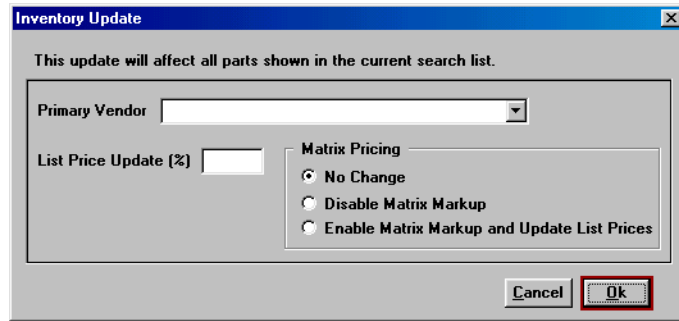 Inventory Update
This update will affect all parts shown in the current search list.
Primary Vendor
List Price Update (%)
Matrix Pricing
No Change
Disable Matrix Markup
Enable Matrix Markup and Update List Prices
Cancel Ok